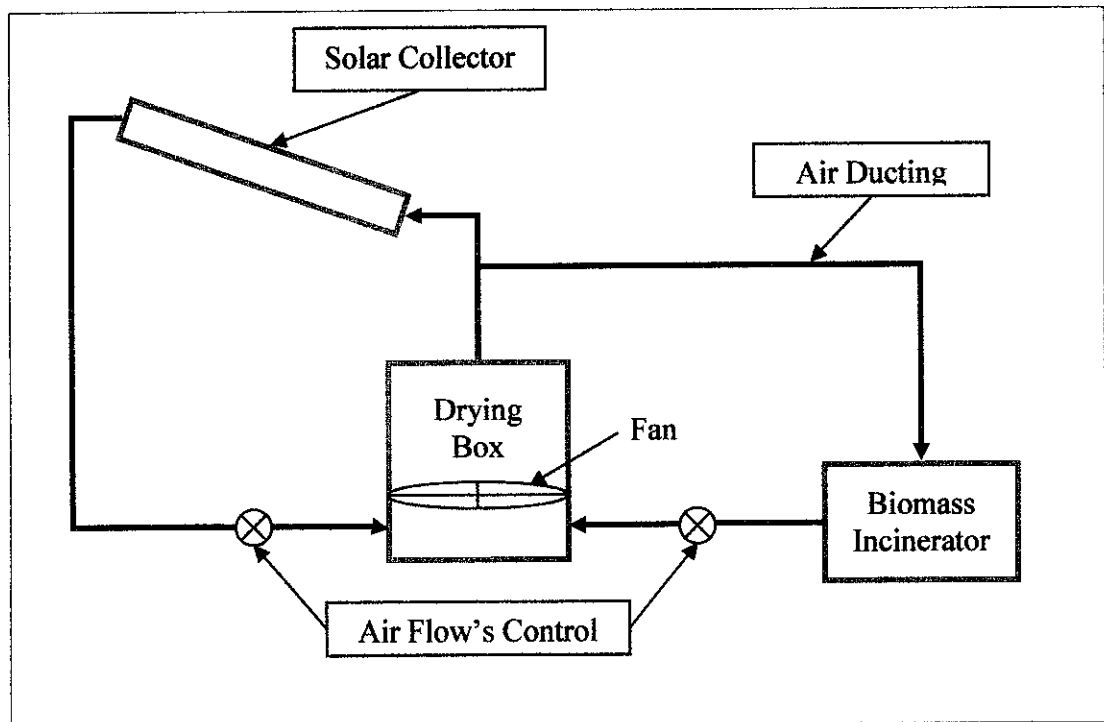 Solar Collector
Air Ducting
Drying
Box
Fan
Biomass
Incinerator
Air Flow's Control